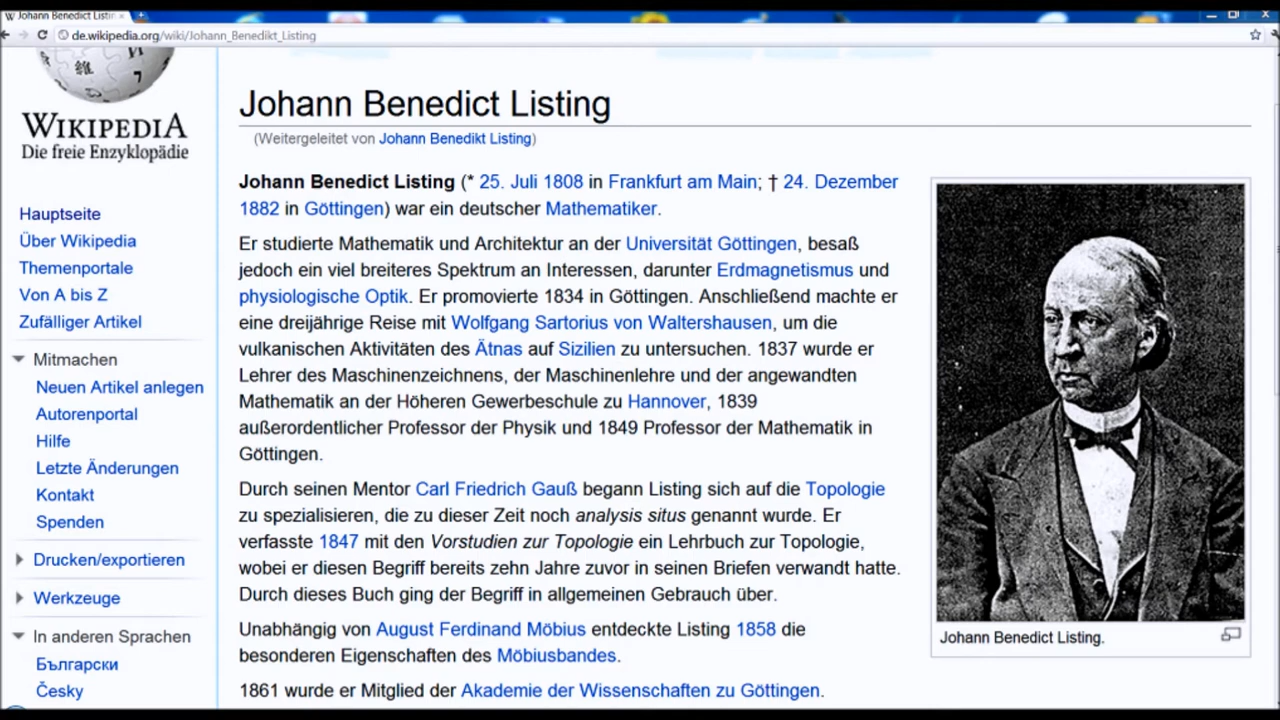 Johann Benedict Listin
de.wikipedia.org/wiki/Johann_Benedikt_Listing
WIKIPEDIA
Die freie Enzyklopädie
Hauptseite
Über Wikipedia
Themenportale
Von A bis Z
Zufälliger Artikel
Mitmachen
Neuen Artikel anlegen
Autorenportal
Hilfe
Letzte Änderungen
Kontakt
Spenden
Drucken/exportieren
Werkzeuge
In anderen Sprachen
Български
Česky
Johann Benedict Listing
(Weitergeleitet von Johann Benedikt Listing)
Johann Benedict Listing (* 25. Juli 1808 in Frankfurt am Main; † 24. Dezember
1882 in Göttingen) war ein deutscher Mathematiker.
Er studierte Mathematik und Architektur an der Universität Göttingen, besaß
jedoch ein viel breiteres Spektrum an Interessen, darunter Erdmagnetismus und
physiologische Optik. Er promovierte 1834 in Göttingen. Anschließend machte er
eine dreijährige Reise mit Wolfgang Sartorius von Waltershausen, um die
vulkanischen Aktivitäten des Ätnas auf Sizilien zu untersuchen. 1837 wurde er
Lehrer des Maschinenzeichnens, der Maschinenlehre und der angewandten
Mathematik an der Höheren Gewerbeschule zu Hannover, 1839
außerordentlicher Professor der Physik und 1849 Professor der Mathematik in
Göttingen.
Durch seinen Mentor Carl Friedrich Gauß begann Listing sich auf die Topologie
zu spezialisieren, die zu dieser Zeit noch analysis situs genannt wurde. Er
verfasste 1847 mit den Vorstudien zur Topologie ein Lehrbuch zur Topologie,
wobei er diesen Begriff bereits zehn Jahre zuvor in seinen Briefen verwandt hatte.
Durch dieses Buch ging der Begriff in allgemeinen Gebrauch über.
Unabhängig von August Ferdinand Möbius entdeckte Listing 1858 die
besonderen Eigenschaften des Möbiusbandes.
1861 wurde er Mitglied der Akademie der Wissenschaften zu Göttingen.
Johann Benedict Listing.